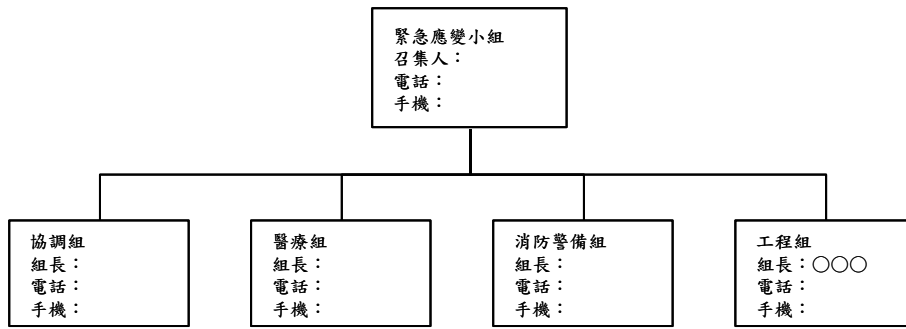 緊急應變小組
召集人：
電話：
手機：
協調組
組長：
電話：
手機：
醫療組
組長：
電話：
手機：
消防警備組
組長：
電話：
手機：
工程組
組長：○○○
電話：
手機：